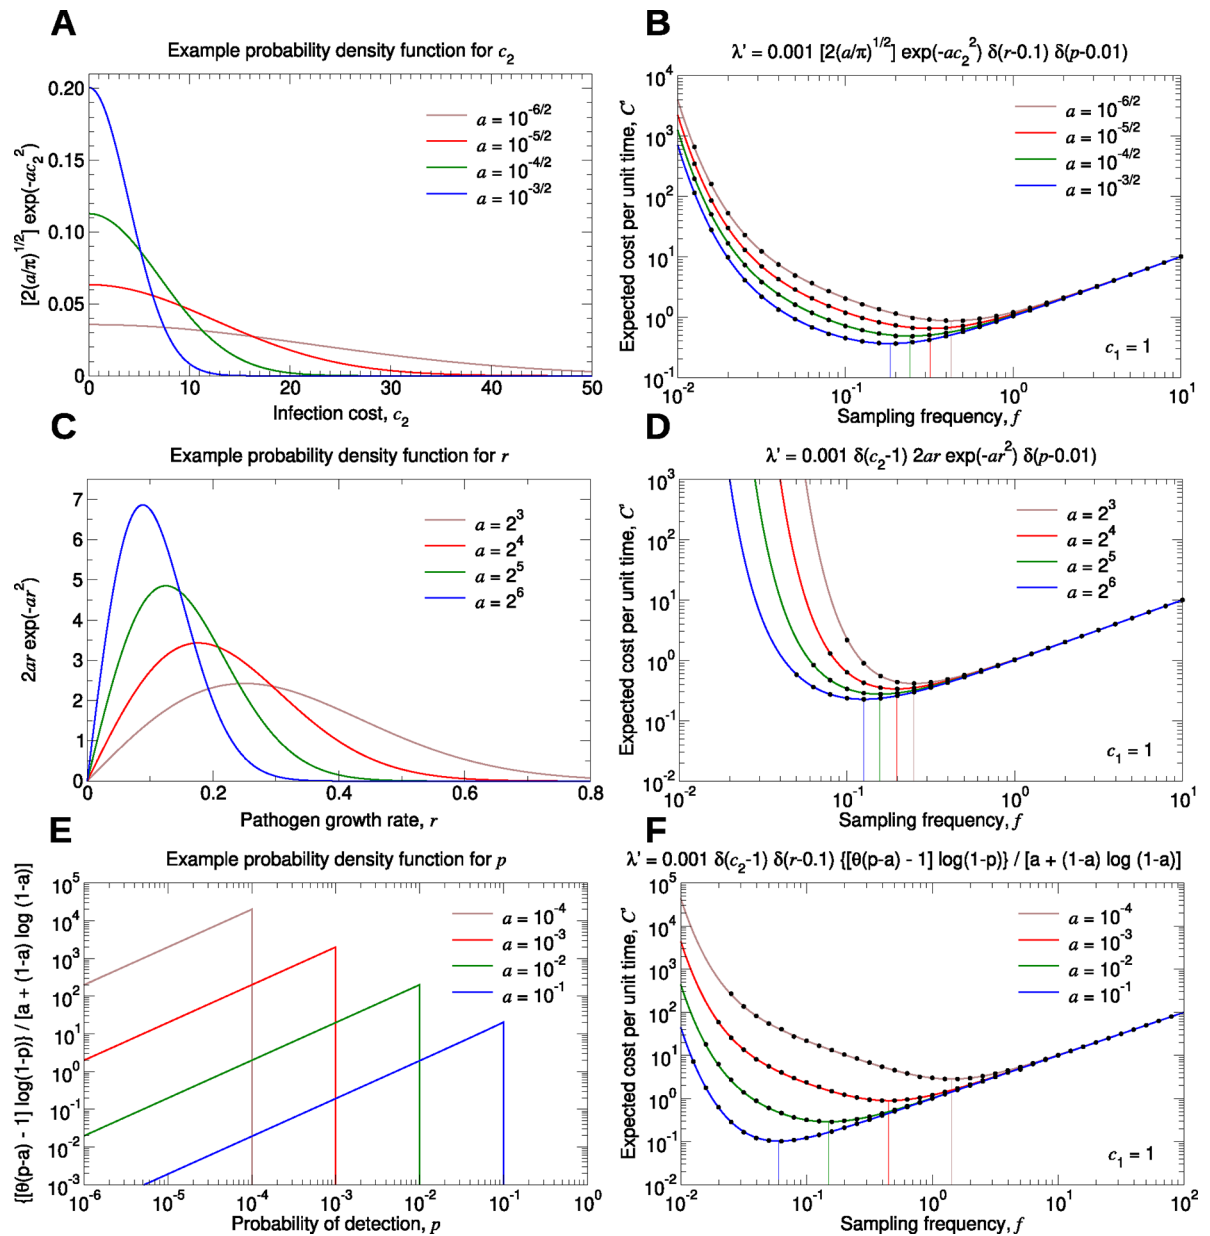 A
Example probability density function for c₂
[2(a/π)^1/2] exp(-ac₂²)
0.20
0.15
0.10
0.05
0
a = 10^-6/2
a = 10^-5/2
a = 10^-4/2
a = 10^-3/2
0 10 20 30 40 50
Infection cost, c₂
B
λ' = 0.001 [2(a/π)^1/2] exp(-ac₂²) δ(r-0.1) δ(p-0.01)
Expected cost per unit time, C'
10^4
10^3
10^2
10^1
10^0
10^-1
a = 10^-6/2
a = 10^-5/2
a = 10^-4/2
a = 10^-3/2
c₁ = 1
10^-2 10^-1 10^0 10^1
Sampling frequency, f
C
Example probability density function for r
2ar exp(-ar²)
7
6
5
4
3
2
1
0
a = 2^3
a = 2^4
a = 2^5
a = 2^6
0 0.2 0.4 0.6 0.8
Pathogen growth rate, r
D
λ' = 0.001 δ(c₂-1) 2ar exp(-ar²) δ(p-0.01)
Expected cost per unit time, C'
10^3
10^2
10^1
10^0
10^-1
10^-2
a = 2^3
a = 2^4
a = 2^5
a = 2^6
c₁ = 1
10^-2 10^-1 10^0 10^1
Sampling frequency, f
E
Example probability density function for p
{[θ(p-a) - 1] log(1-p)} / [a + (1-a) log (1-a)]
10^5
10^4
10^3
10^2
10^1
10^0
10^-1
10^-2
10^-3
a = 10^-4
a = 10^-3
a = 10^-2
a = 10^-1
10^-6 10^-5 10^-4 10^-3 10^-2 10^-1 10^0
Probability of detection, p
F
λ' = 0.001 δ(c₂-1) δ(r-0.1) {[θ(p-a) - 1] log(1-p)} / [a + (1-a) log (1-a)]
Expected cost per unit time, C'
10^5
10^4
10^3
10^2
10^1
10^0
10^-1
10^-2
a = 10^-4
a = 10^-3
a = 10^-2
a = 10^-1
c₁ = 1
10^-2 10^-1 10^0 10^1 10^2
Sampling frequency, f